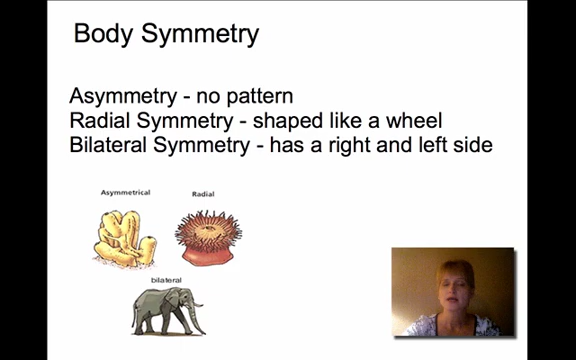 Body Symmetry
Asymmetry - no pattern
Radial Symmetry - shaped like a wheel
Bilateral Symmetry - has a right and left side
Asymmetrical
Radial
bilateral